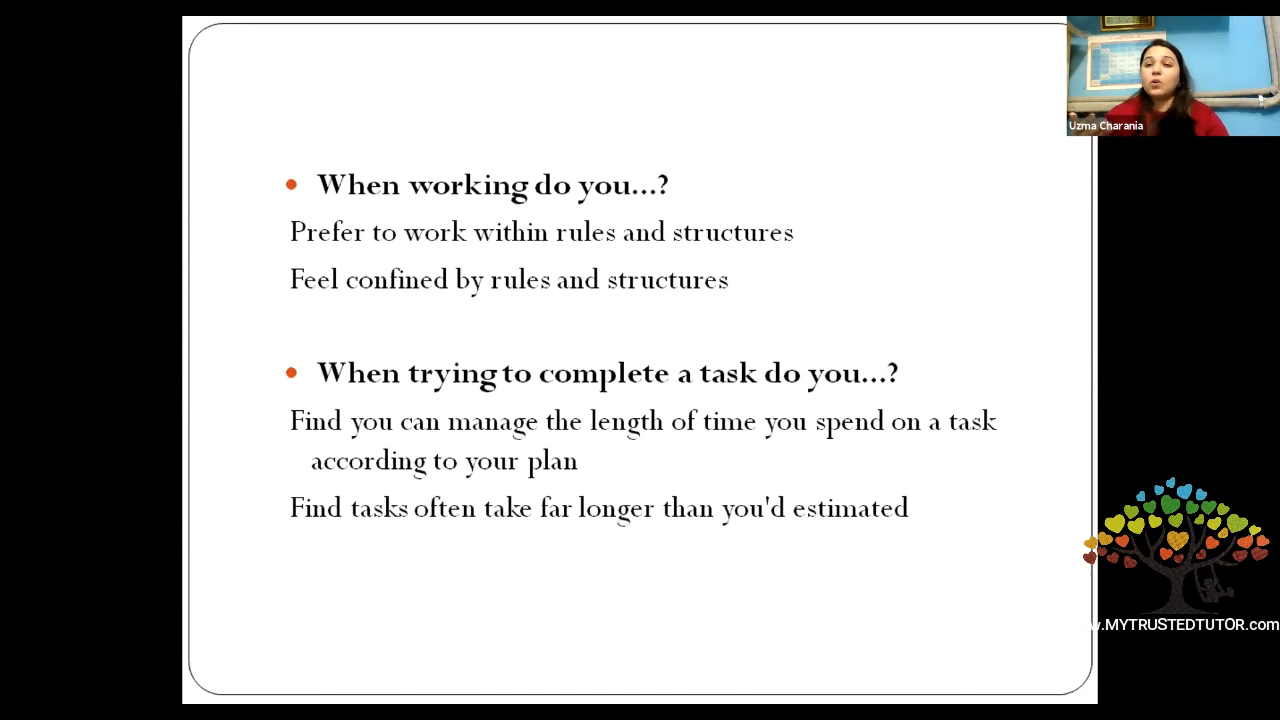 Uzma Charania
When working do you...?
Prefer to work within rules and structures
Feel confined by rules and structures
When trying to complete a task do you...?
Find you can manage the length of time you spend on a task
according to your plan
Find tasks often take far longer than you'd estimated
.MYTRUSTEDTUTOR.com